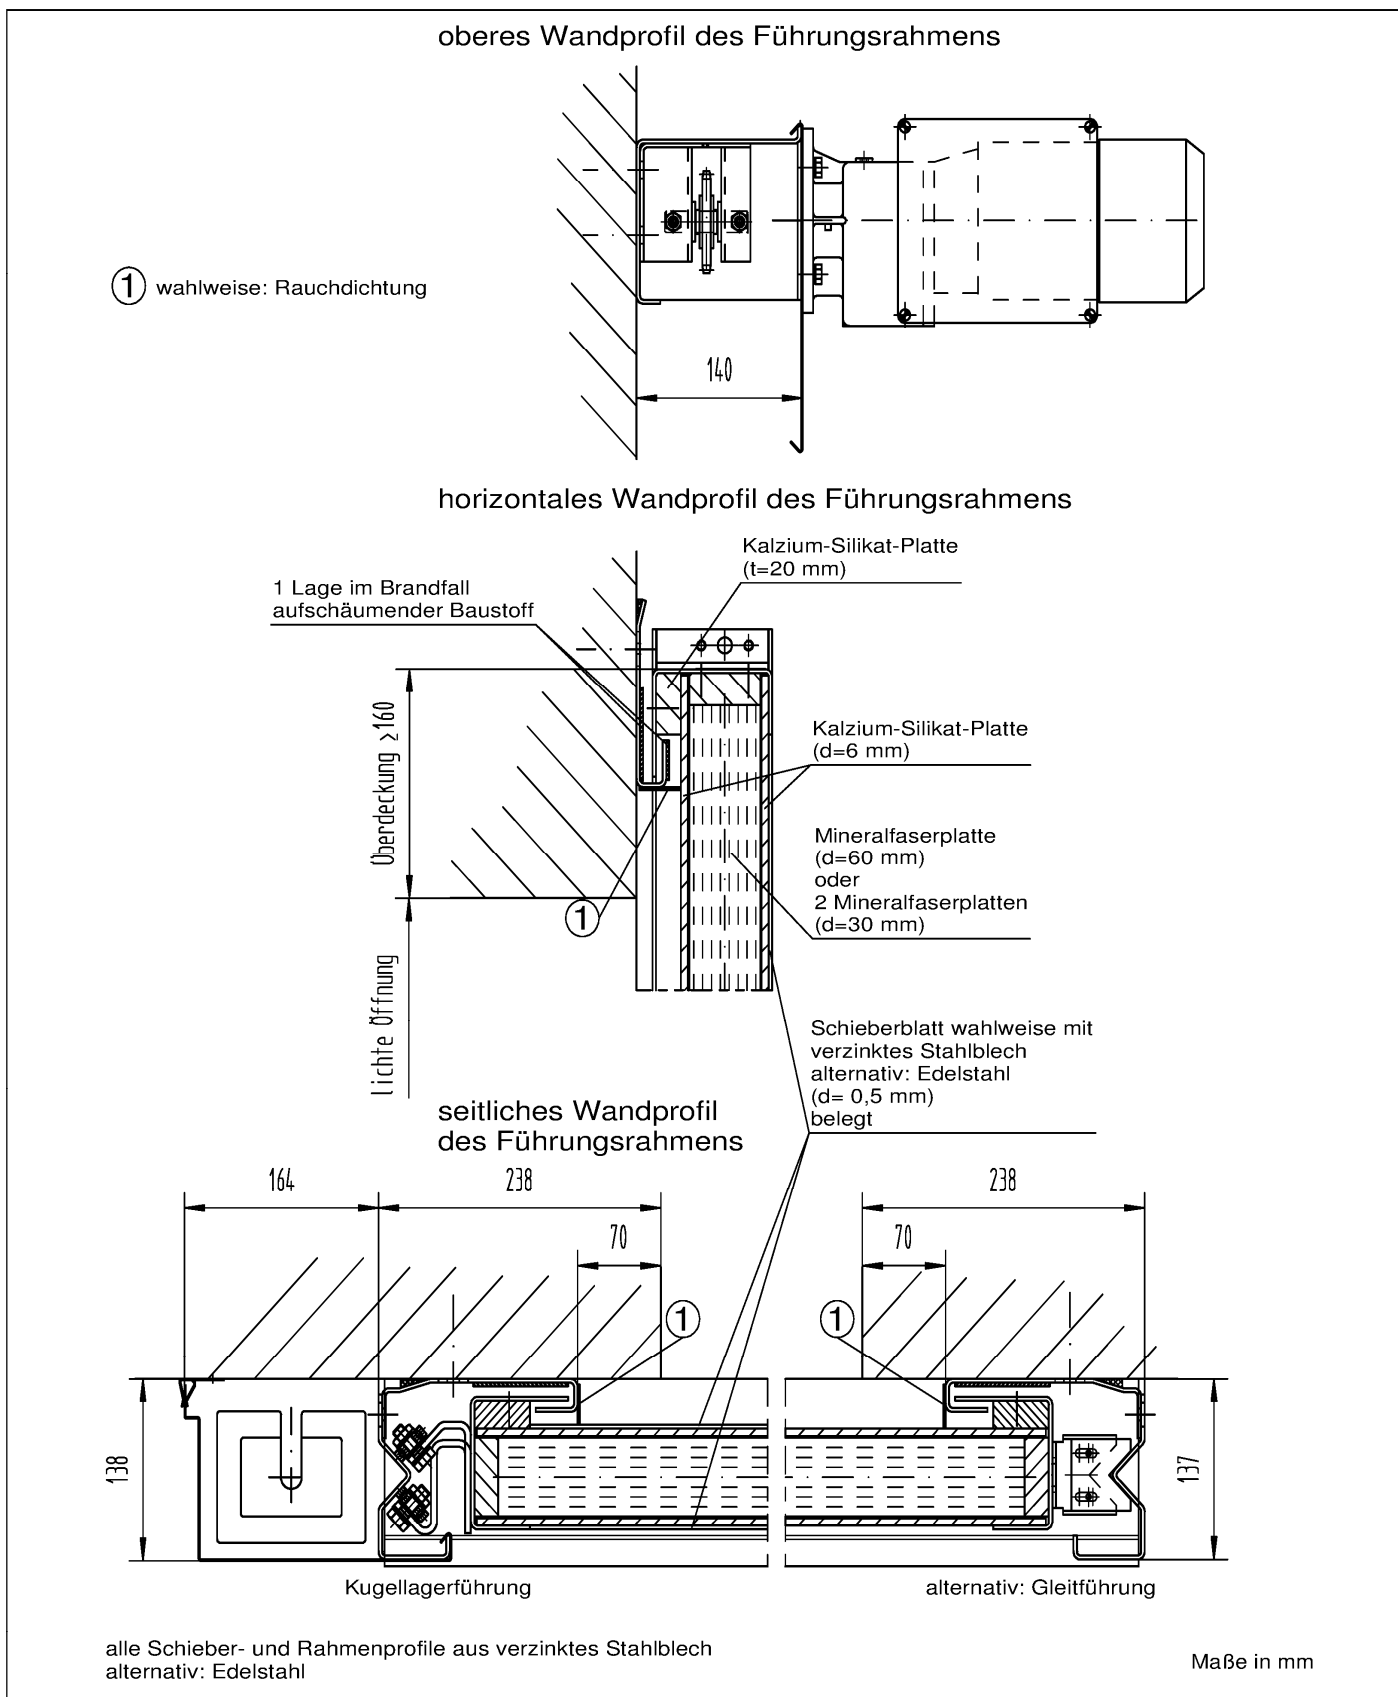 oberes Wandprofil des Führungsrahmens
1 wahlweise: Rauchdichtung
140
horizontales Wandprofil des Führungsrahmens
Kalzium-Silikat-Platte
(t=20 mm)
1 Lage im Brandfall
aufschäumender Baustoff
Überdeckung ≥160
Kalzium-Silikat-Platte
(d=6 mm)
Mineralfaserplatte
(d=60 mm)
oder
2 Mineralfaserplatten
(d=30 mm)
1
lichte Öffnung
Schieberblatt wahlweise mit
verzinktes Stahlblech
alternativ: Edelstahl
(d= 0,5 mm)
belegt
seitliches Wandprofil
des Führungsrahmens
164
238
238
70
70
1
1
138
137
Kugellagerführung
alternativ: Gleitführung
alle Schieber- und Rahmenprofile aus verzinktes Stahlblech
alternativ: Edelstahl
Maße in mm